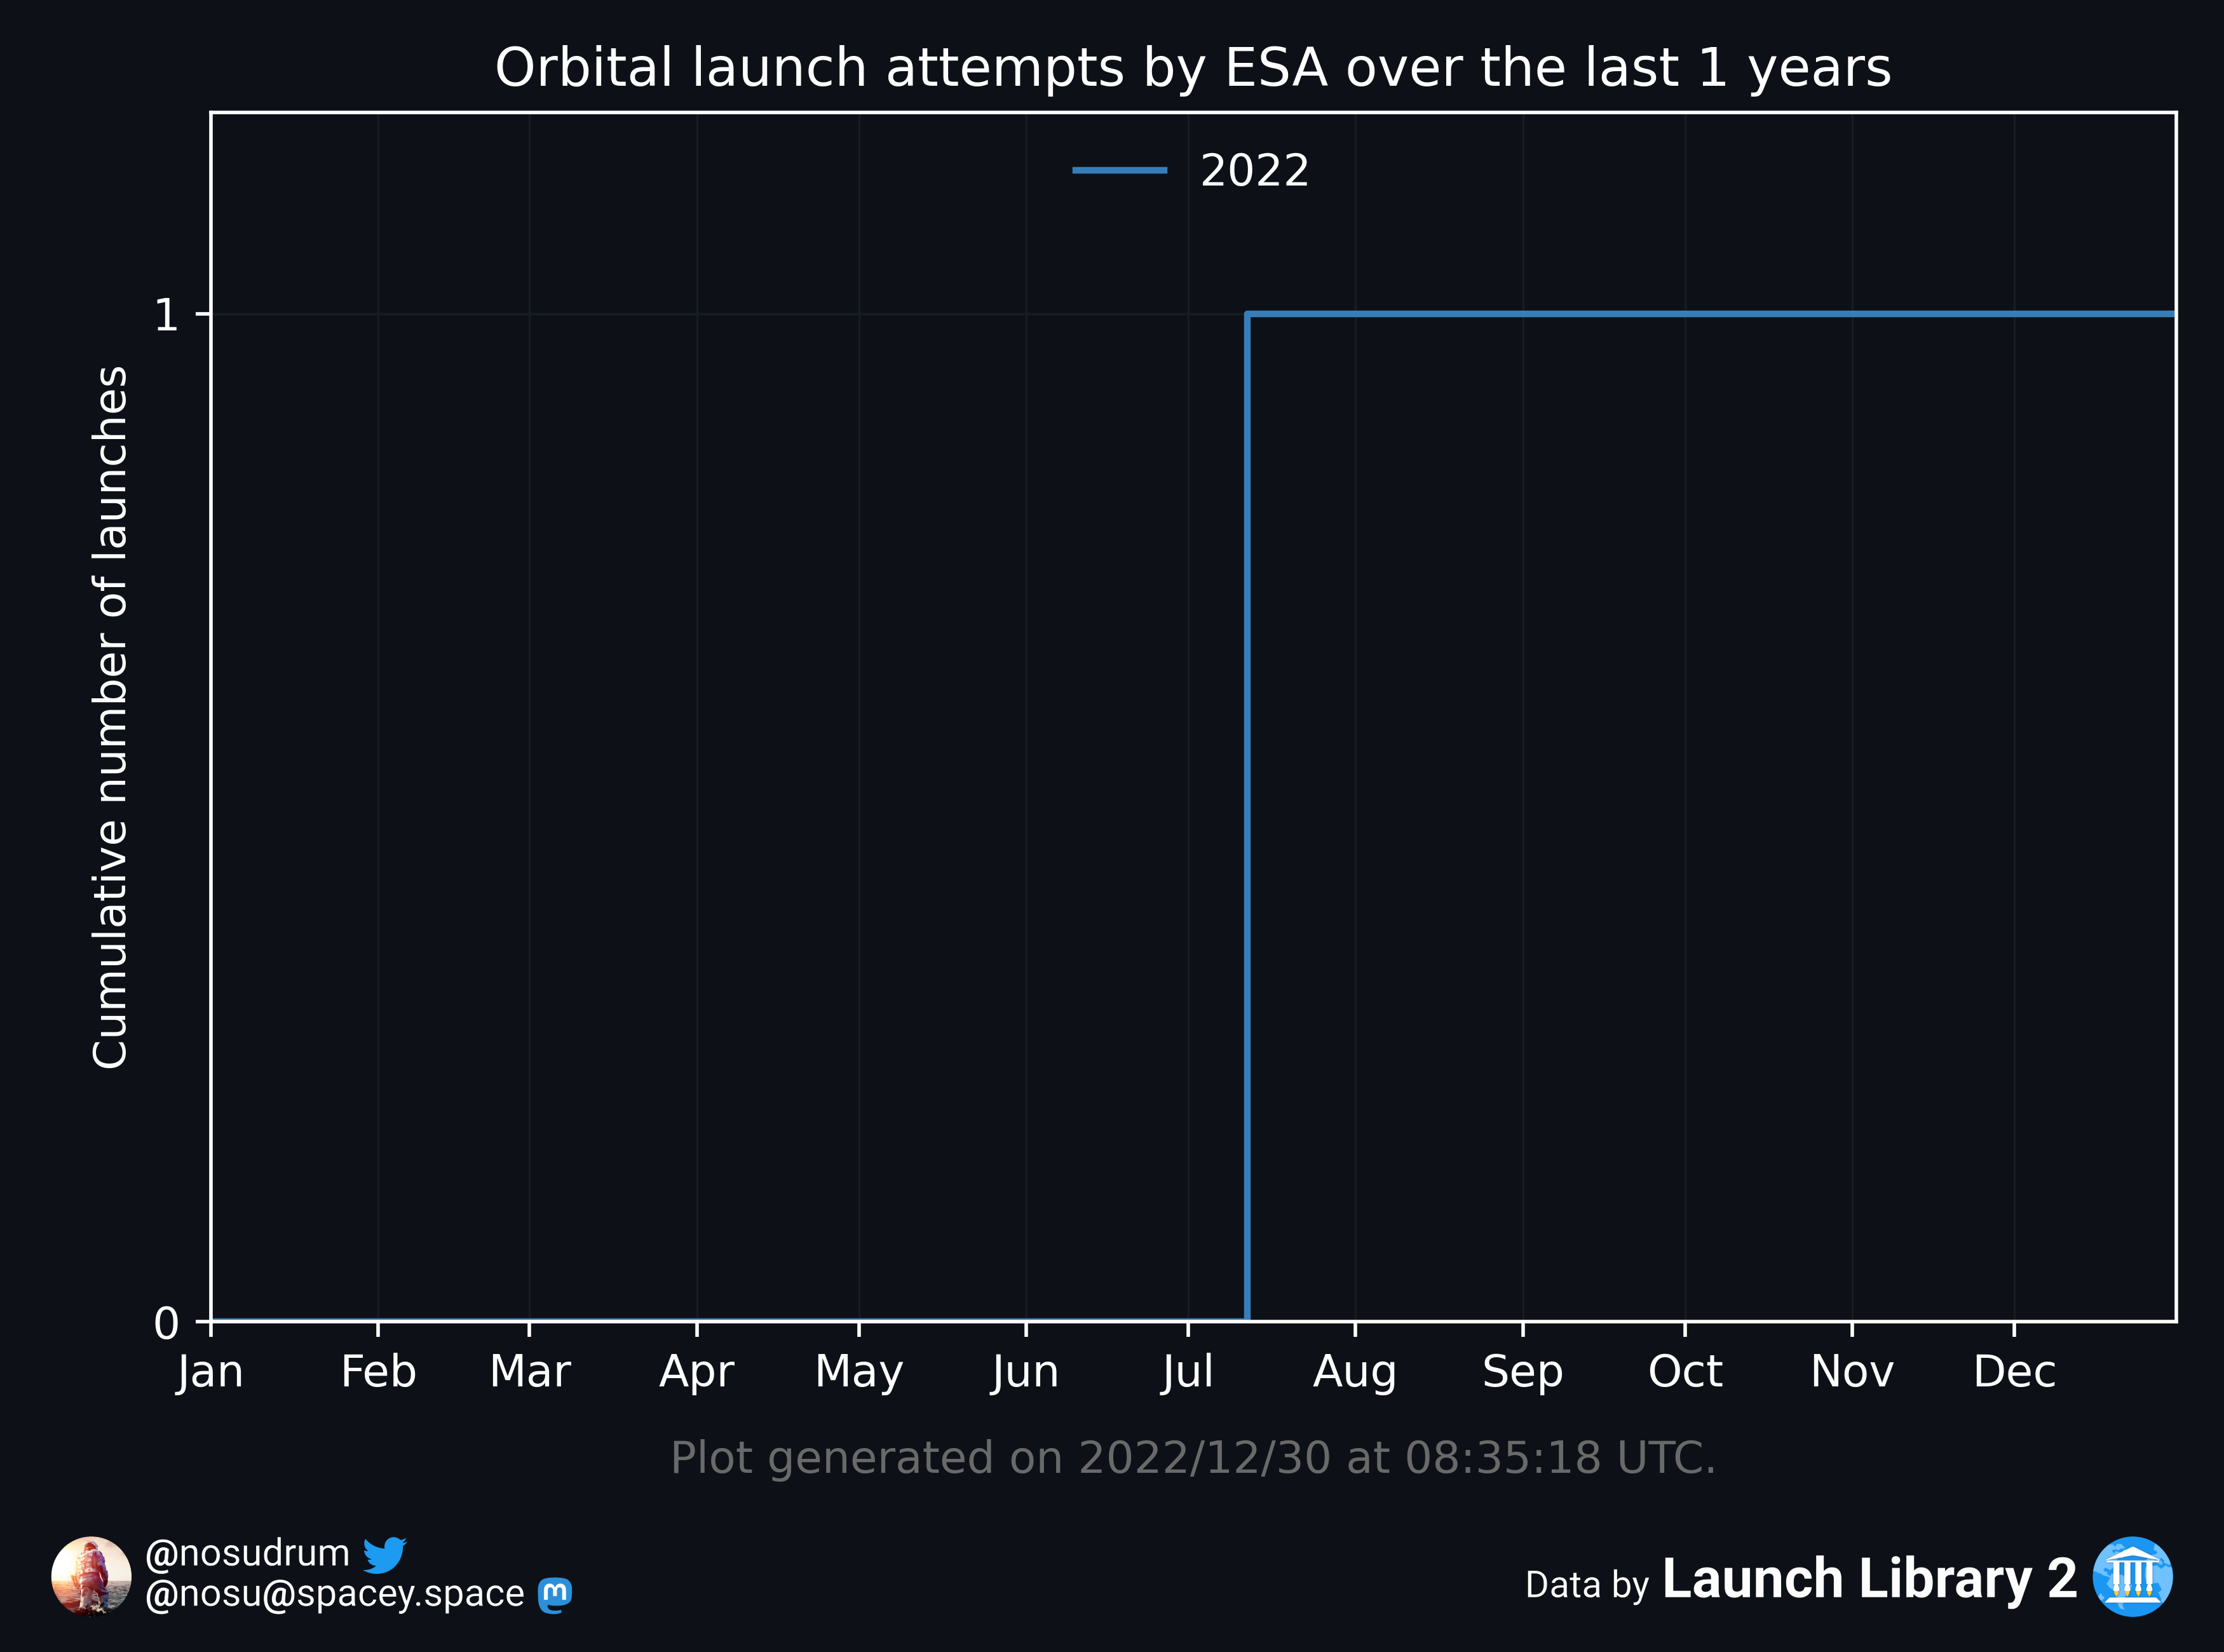 Orbital launch attempts by ESA over the last 1 years
2022
1
Cumulative number of launches
0
Jan Feb Mar Apr May Jun Jul Aug Sep Oct Nov Dec
Plot generated on 2022/12/30 at 08:35:18 UTC.
@nosudrum
@nosu@spacey.space
Data by Launch Library 2